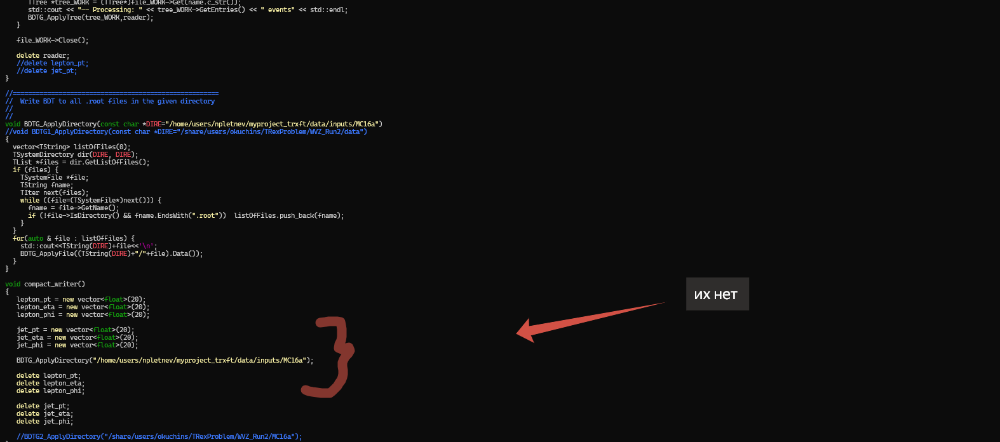 TTree *tree_WORK = (TTree*)file_WORK->Get(name.c_str());
std::cout << "-- Processing: " << tree_WORK->GetEntries() << " events" << std::endl;
BDTG_ApplyTree(tree_WORK,reader);
}
file_WORK->Close();
delete reader;
//delete lepton_pt;
//delete jet_pt;
}
//======================================================
//  Write BDT to all .root files in the given directory
//
//
void BDTG_ApplyDirectory(const char *DIRE="/home/users/npletnev/myproject_trxft/data/inputs/MC16a")
//void BDTG1_ApplyDirectory(const char *DIRE="/share/users/okuchins/TRexProblem/WVZ_Run2/data")
{
vector<TString> listOfFiles(0);
TSystemDirectory dir(DIRE, DIRE);
TList *files = dir.GetListOfFiles();
if (files) {
TSystemFile *file;
TString fname;
TIter next(files);
while ((file=(TSystemFile*)next())) {
fname = file->GetName();
if (!file->IsDirectory() && fname.EndsWith(".root"))  listOfFiles.push_back(fname);
}
}
for(auto & file : listOfFiles) {
std::cout<<TString(DIRE)+file<<'\n';
BDTG_ApplyFile((TString(DIRE)+"/"+file).Data());
}
}
void compact_writer()
{
lepton_pt = new vector<float>(20);
lepton_eta = new vector<float>(20);
lepton_phi = new vector<float>(20);
jet_pt = new vector<float>(20);
jet_eta = new vector<float>(20);
jet_phi = new vector<float>(20);
BDTG_ApplyDirectory("/home/users/npletnev/myproject_trxft/data/inputs/MC16a");
delete lepton_pt;
delete lepton_eta;
delete lepton_phi;
delete jet_pt;
delete jet_eta;
delete jet_phi;
//BDTG2_ApplyDirectory("/share/users/okuchins/TRexProblem/WVZ_Run2/MC16a");
их нет